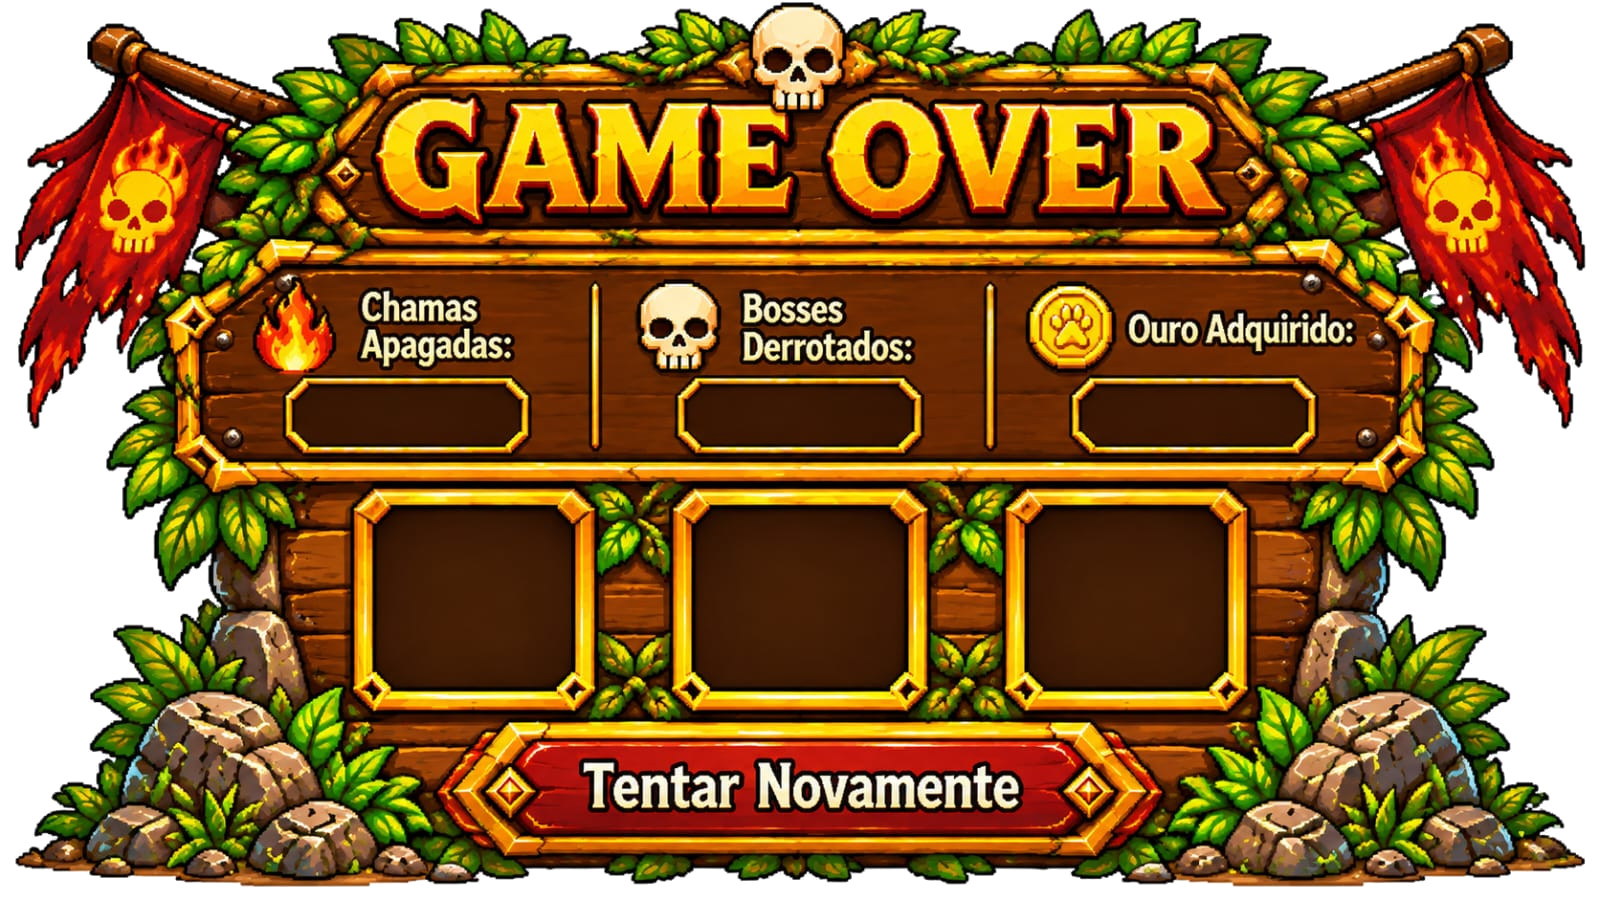 GAME OVER
Chamas
Apagadas:
Bosses
Derrotados:
Ouro Adquirido:
Tentar Novamente